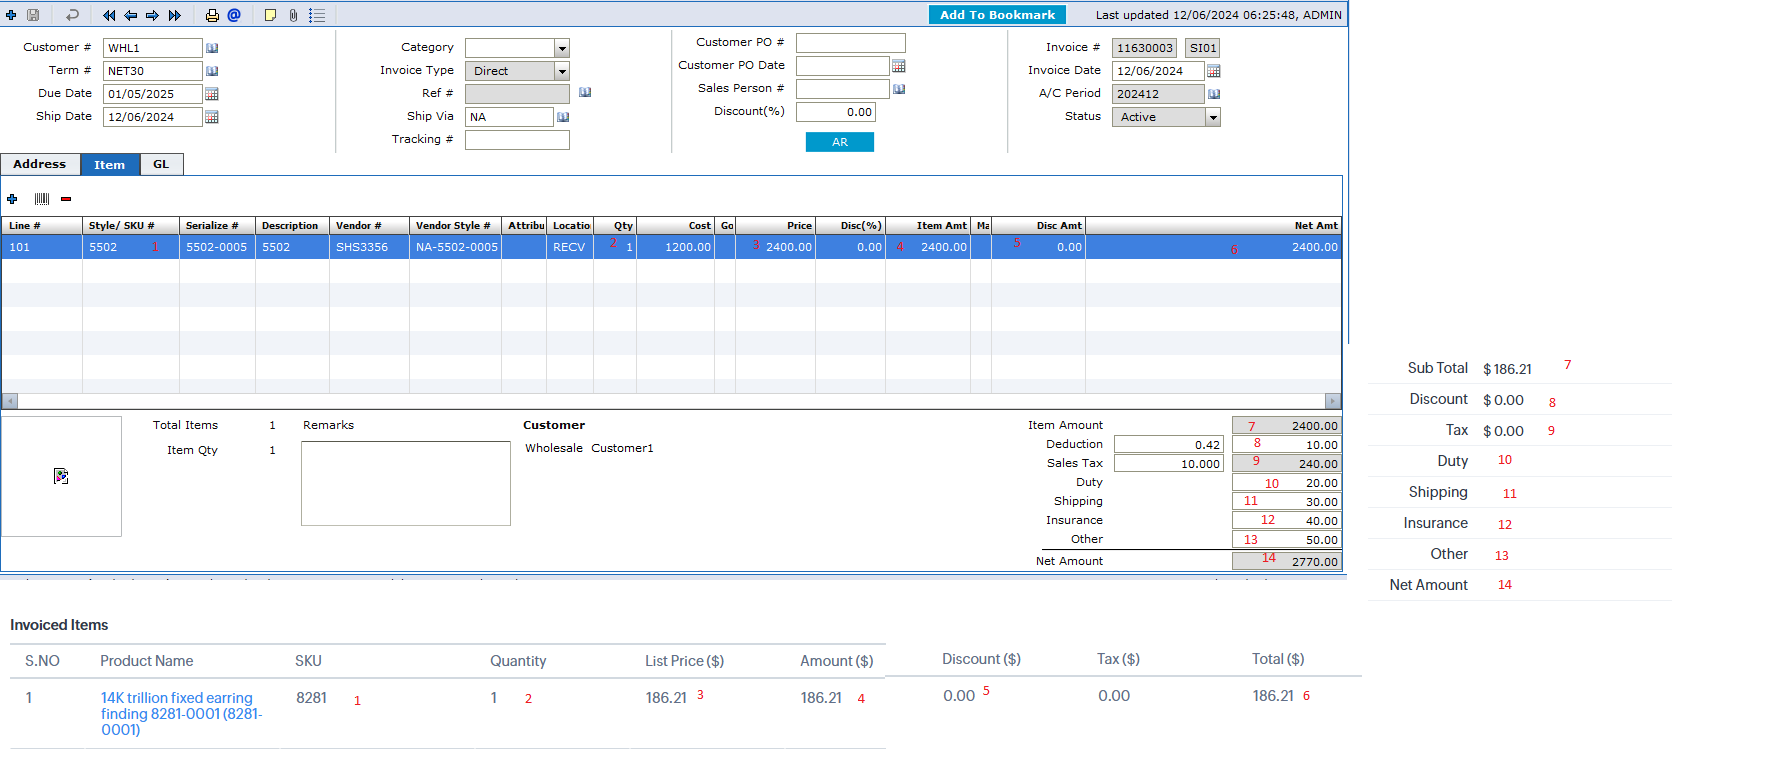 Add To Bookmark Last updated 12/06/2024 06:25:48, ADMIN
Customer # WHL1 Category Customer PO # Invoice # 11630003 SI01
Term # NET30 Invoice Type Direct Customer PO Date Invoice Date 12/06/2024
Due Date 01/05/2025 Ref # Sales Person # A/C Period 202412
Ship Date 12/06/2024 Ship Via NA Discount(%) 0.00 Status Active
Tracking # AR
Address Item GL
Line # Style/ SKU # Serialize # Description Vendor # Vendor Style # Attribu Locatio Qty Cost Go Price Disc(%) Item Amt Ma Disc Amt Net Amt
101 5502 1 5502-0005 5502 SHS3356 NA-5502-0005 RECV 2 1 1200.00 3 2400.00 0.00 4 2400.00 5 0.00 6 2400.00
Sub Total $ 186.21 7
Discount $ 0.00 8
Tax $ 0.00 9
Duty 10
Shipping 11
Insurance 12
Other 13
Net Amount 14
Total Items 1 Remarks Customer Item Amount 7 2400.00
Item Qty 1 Wholesale Customer1 Deduction 0.42 8 10.00
Sales Tax 10.000 9 240.00
Duty 10 20.00
Shipping 11 30.00
Insurance 12 40.00
Other 13 50.00
Net Amount 14 2770.00
Invoiced Items
S.NO Product Name SKU Quantity List Price ($) Amount ($) Discount ($) Tax ($) Total ($)
1 14K trillion fixed earring 8281 1 1 2 186.21 3 186.21 4 0.00 5 0.00 186.21 6
finding 8281-0001 (8281-
0001)